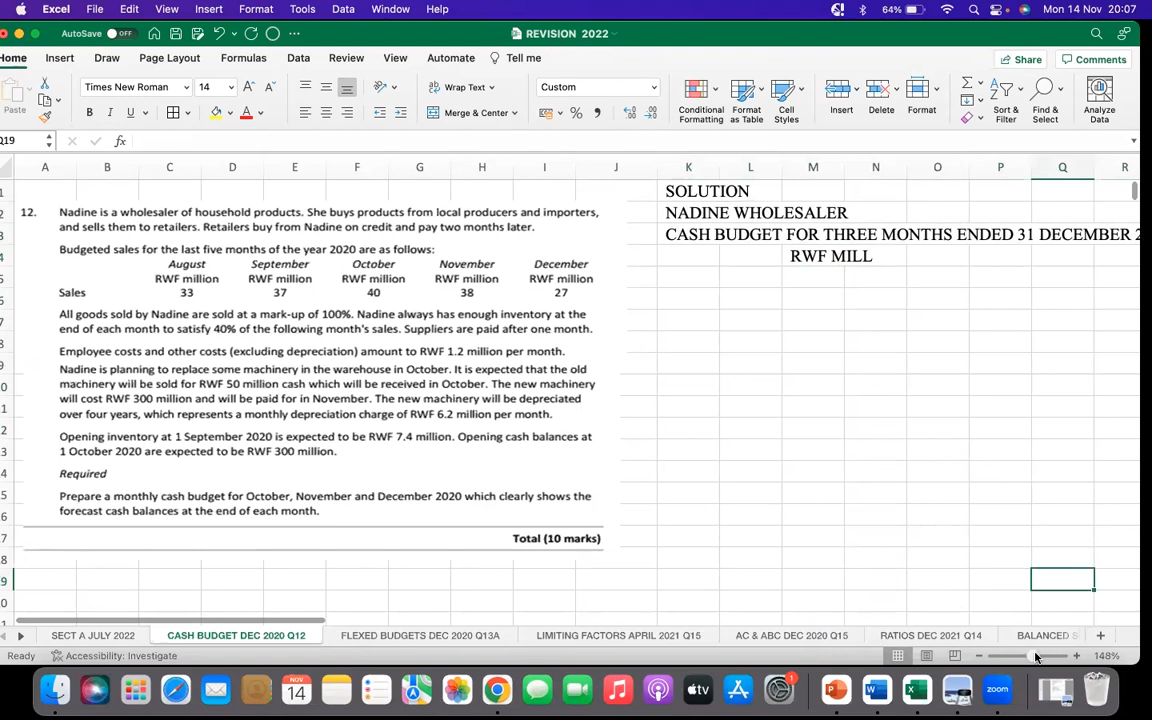 Excel File Edit View Insert Format Tools Data Window Help 64% Mon 14 Nov 20:07
AutoSave OFF REVISION 2022
Home Insert Draw Page Layout Formulas Data Review View Automate Tell me Share Comments
Paste Times New Roman 14 Wrap Text Custom
B I U Merge & Center Conditional Formatting Format as Table Cell Styles Insert Delete Format Sort & Filter Find & Select Analyze Data
Q19 fx
A B C D E F G H I J K L M N O P Q R
SOLUTION
NADINE WHOLESALER
CASH BUDGET FOR THREE MONTHS ENDED 31 DECEMBER 2
RWF MILL
12. Nadine is a wholesaler of household products. She buys products from local producers and importers,
and sells them to retailers. Retailers buy from Nadine on credit and pay two months later.
Budgeted sales for the last five months of the year 2020 are as follows:
August September October November December
RWF million RWF million RWF million RWF million RWF million
Sales 33 37 40 38 27
All goods sold by Nadine are sold at a mark-up of 100%. Nadine always has enough inventory at the
end of each month to satisfy 40% of the following month's sales. Suppliers are paid after one month.
Employee costs and other costs (excluding depreciation) amount to RWF 1.2 million per month.
Nadine is planning to replace some machinery in the warehouse in October. It is expected that the old
machinery will be sold for RWF 50 million cash which will be received in October. The new machinery
will cost RWF 300 million and will be paid for in November. The new machinery will be depreciated
over four years, which represents a monthly depreciation charge of RWF 6.2 million per month.
Opening inventory at 1 September 2020 is expected to be RWF 7.4 million. Opening cash balances at
1 October 2020 are expected to be RWF 300 million.
Required
Prepare a monthly cash budget for October, November and December 2020 which clearly shows the
forecast cash balances at the end of each month.
Total (10 marks)
SECT A JULY 2022 CASH BUDGET DEC 2020 Q12 FLEXED BUDGETS DEC 2020 Q13A LIMITING FACTORS APRIL 2021 Q15 AC & ABC DEC 2020 Q15 RATIOS DEC 2021 Q14 BALANCED S
Accessibility: Investigate 148%
14 tv zoom